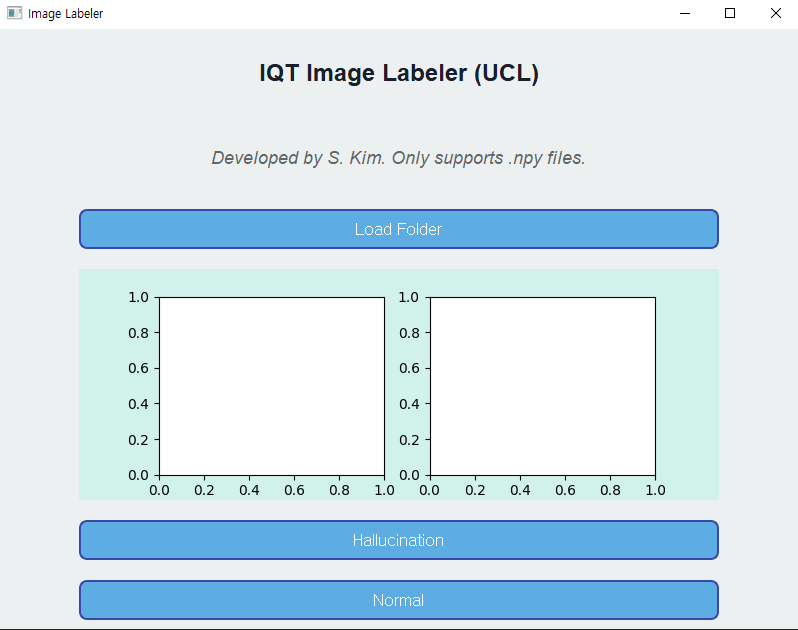 Image Labeler
IQT Image Labeler (UCL)
Developed by S. Kim. Only supports .npy files.
Load Folder
1.0
0.8
0.6
0.4
0.2
0.0
0.0 0.2 0.4 0.6 0.8 1.0
1.0
0.8
0.6
0.4
0.2
0.0
0.0 0.2 0.4 0.6 0.8 1.0
Hallucination
Normal